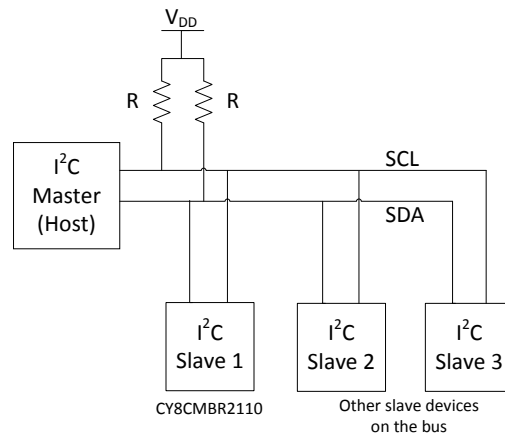 V_DD
R R
I²C
Master
(Host)
SCL
SDA
I²C
Slave 1
I²C
Slave 2
I²C
Slave 3
CY8CMBR2110
Other slave devices
on the bus